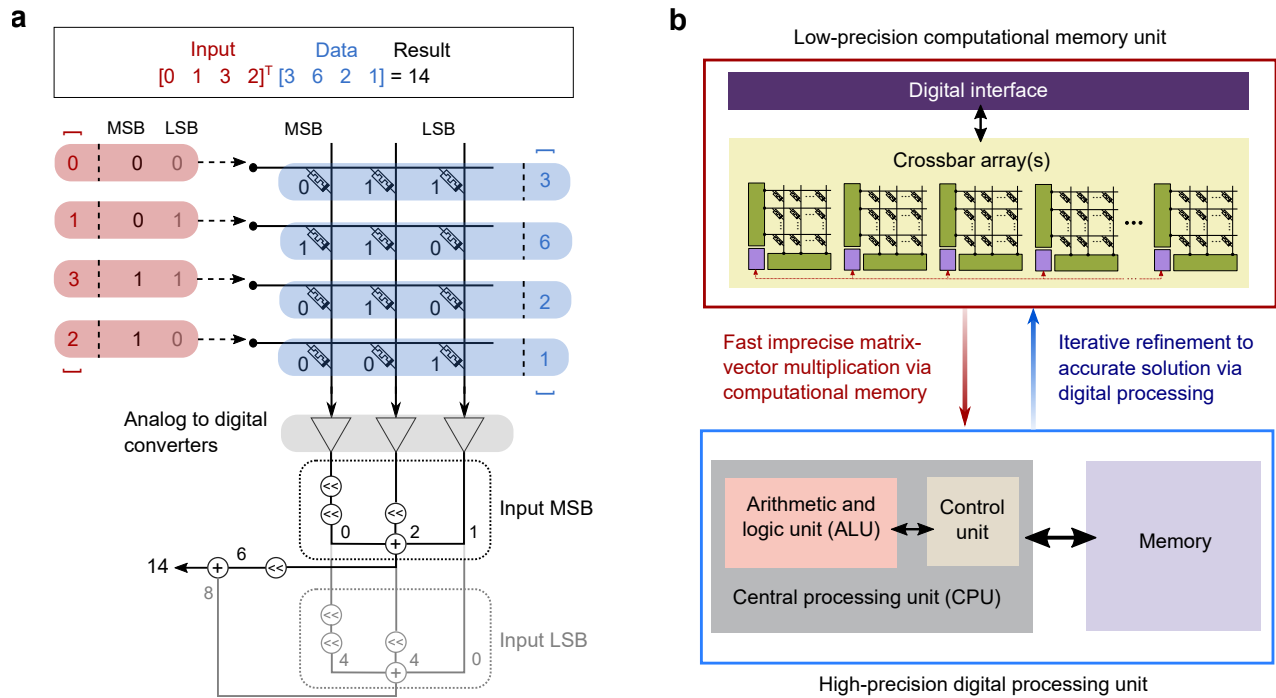 a
Input Data Result
[0 1 3 2]ᵀ [3 6 2 1] = 14
MSB LSB
MSB LSB
0 0 0
0 1 1 3
1 0 1
1 1 0 6
3 1 1
0 1 0 2
2 1 0
0 0 1 1
Analog to digital
converters
<<
<< <<
Input MSB
0 2 1
+
14 + 6 <<
8
<<
<< <<
Input LSB
4 4 0
+
b
Low-precision computational memory unit
Digital interface
Crossbar array(s)
...
Fast imprecise matrix-
vector multiplication via
computational memory
Iterative refinement to
accurate solution via
digital processing
Arithmetic and
logic unit (ALU)
Control
unit
Memory
Central processing unit (CPU)
High-precision digital processing unit